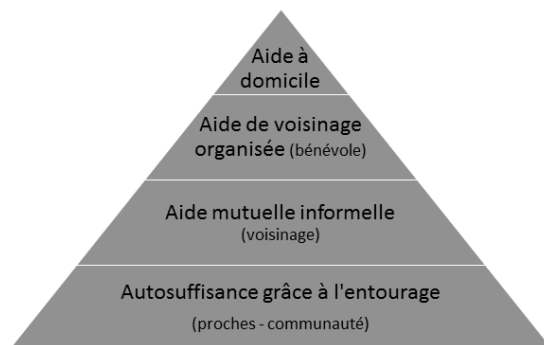 Aide à
domicile
Aide de voisinage
organisée (bénévole)
Aide mutuelle informelle
(voisinage)
Autosuffisance grâce à l'entourage
(proches - communauté)